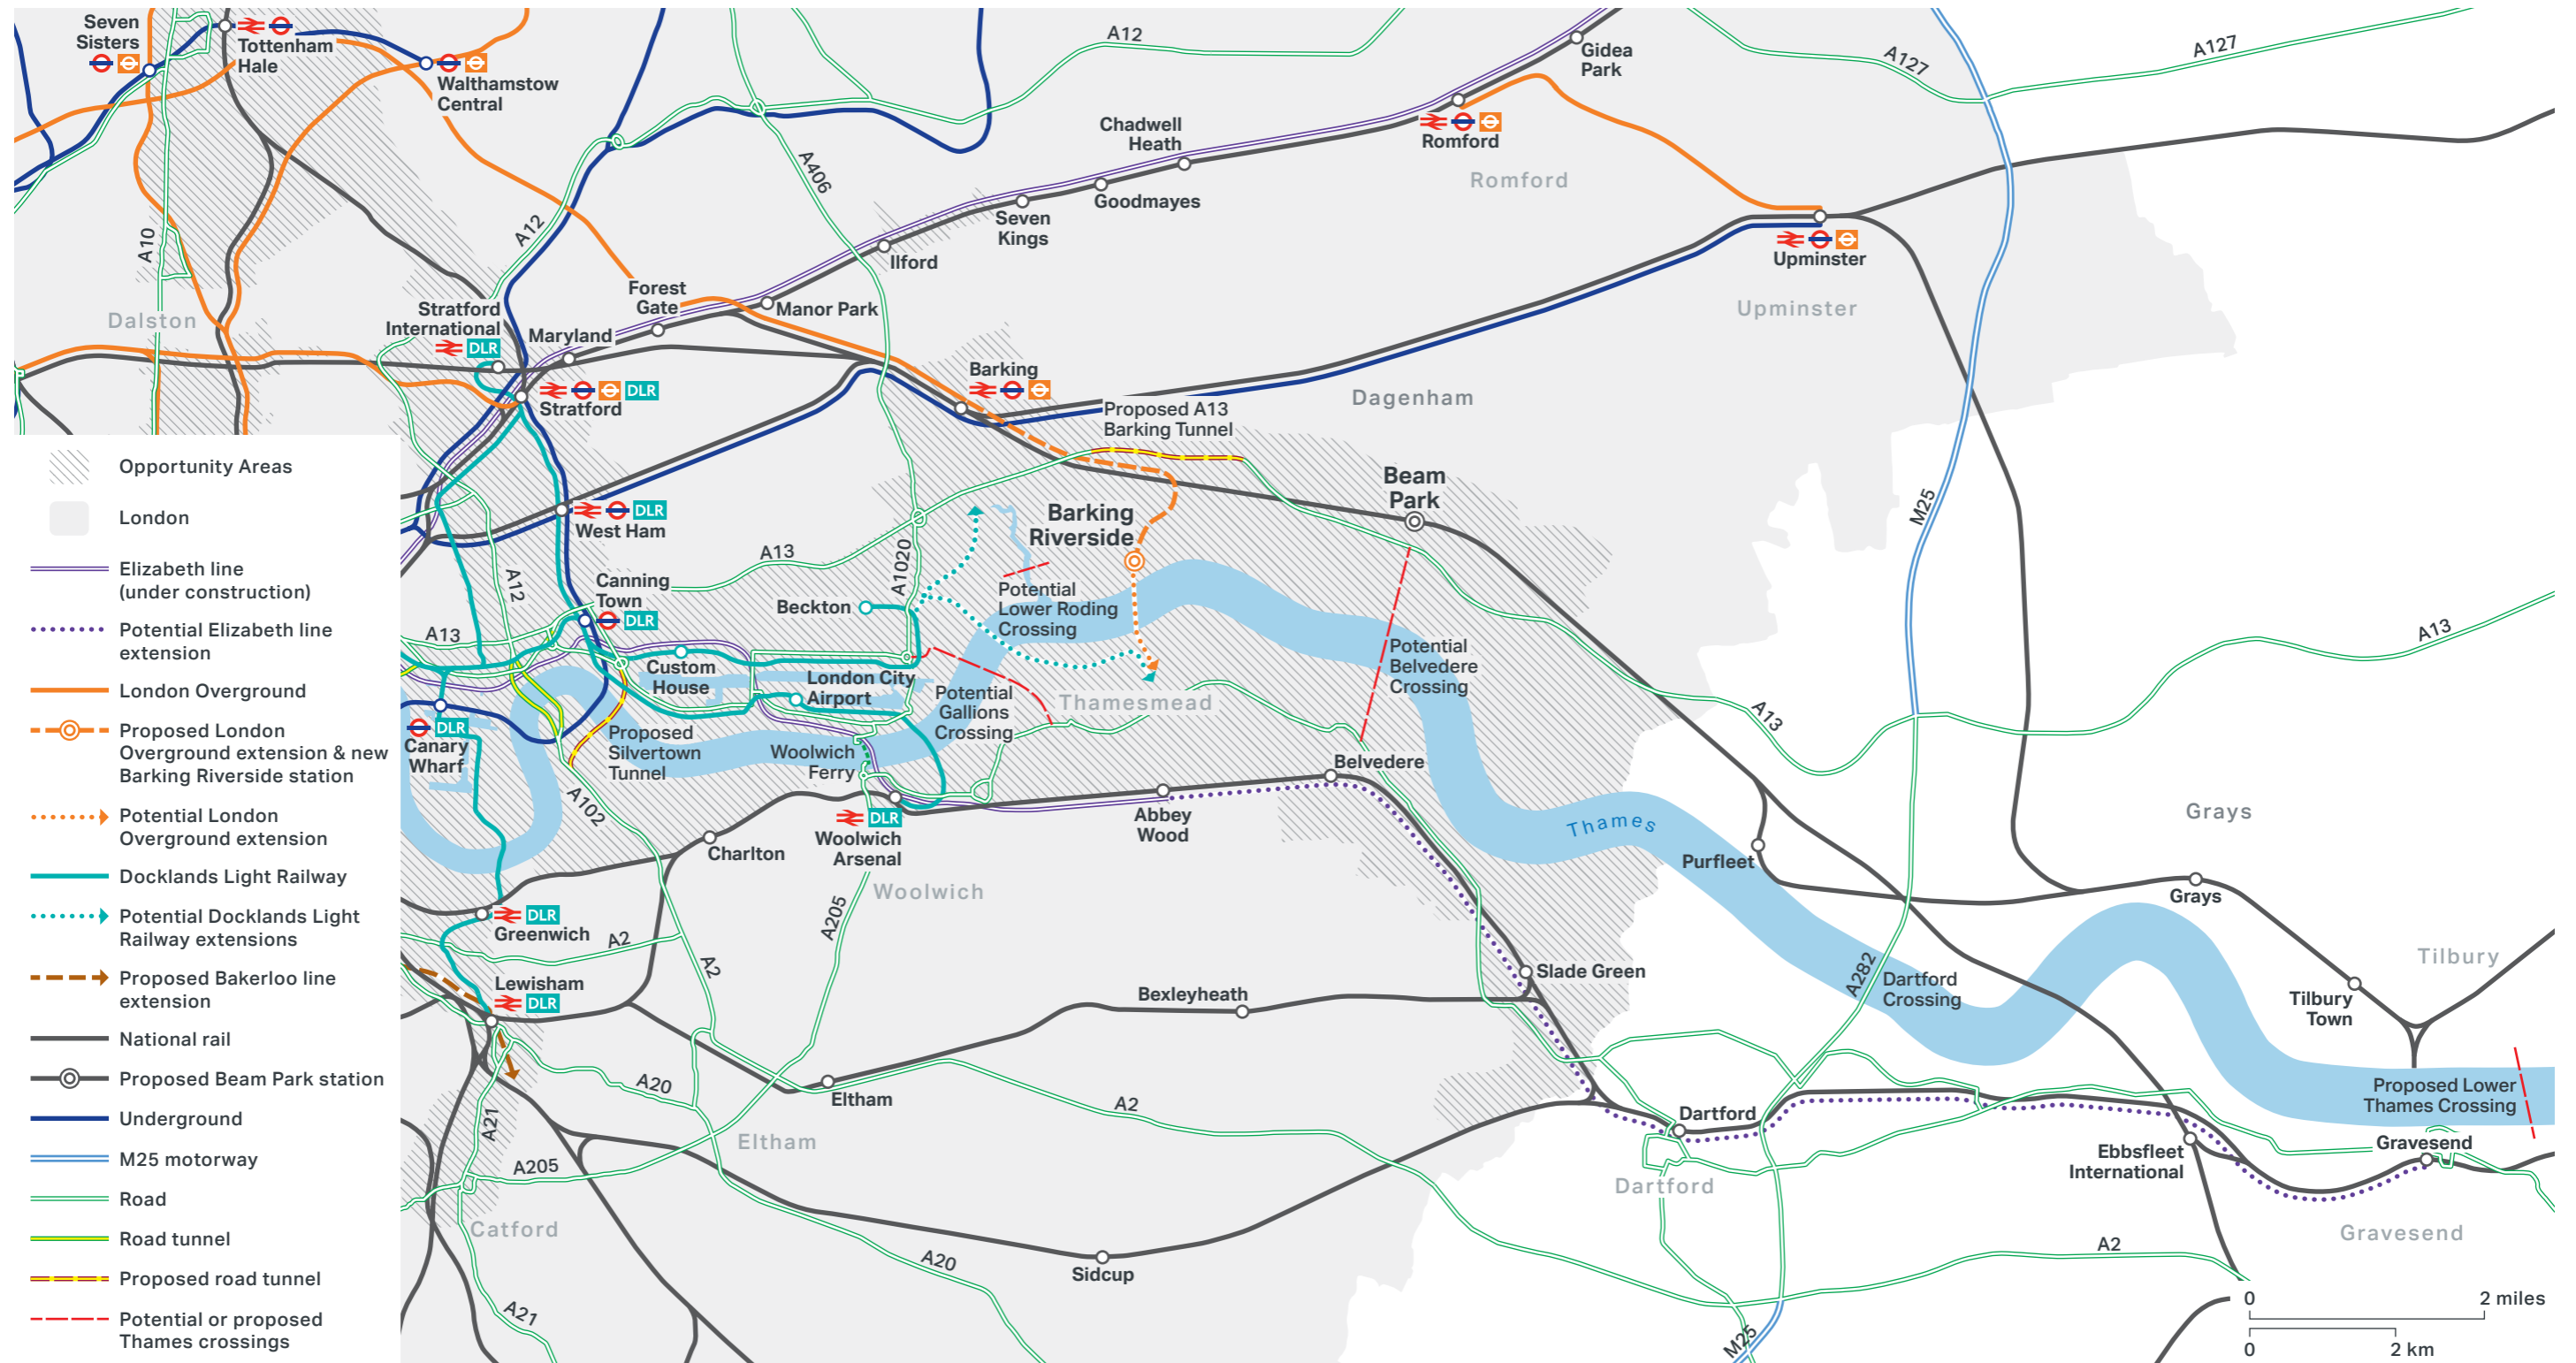 Seven
Sisters
Tottenham
Hale
Walthamstow
Central
A12
Gidea
Park
A127
A127
Chadwell
Heath
Romford
A406
Romford
Goodmayes
Seven
Kings
A12
A10
Ilford
Upminster
Forest
Gate
Manor Park
Upminster
Dalston
Stratford
International
DLR
Maryland
Barking
DLR
Stratford
Dagenham
Proposed A13
Barking Tunnel
Opportunity Areas
London
Elizabeth line
(under construction)
Potential Elizabeth line
extension
London Overground
Proposed London
Overground extension & new
Barking Riverside station
Potential London
Overground extension
Docklands Light Railway
Potential Docklands Light
Railway extensions
Proposed Bakerloo line
extension
National rail
Proposed Beam Park station
Underground
M25 motorway
Road
Road tunnel
Proposed road tunnel
Potential or proposed
Thames crossings
Beam
Park
DLR
West Ham
Barking
Riverside
M25
A13
A1020
A12
Canning
Town
DLR
Beckton
Potential
Lower Roding
Crossing
A13
Custom
House
London City
Airport
Potential
Gallions
Crossing
Thamesmead
Potential
Belvedere
Crossing
A13
A13
DLR
Canary
Wharf
Proposed
Silvertown
Tunnel
Woolwich
Ferry
Belvedere
A102
DLR
Woolwich
Arsenal
Abbey
Wood
Charlton
Thames
Grays
Purfleet
Woolwich
Grays
A205
DLR
Greenwich
A2
A2
Tilbury
Slade Green
A282
Dartford
Crossing
Lewisham
DLR
Bexleyheath
Tilbury
Town
A20
Eltham
A2
Dartford
Proposed Lower
Thames Crossing
A21
Eltham
Gravesend
Ebbsfleet
International
A205
Dartford
Catford
Gravesend
A2
A20
Sidcup
A21
M25
0
2 miles
0
2 km